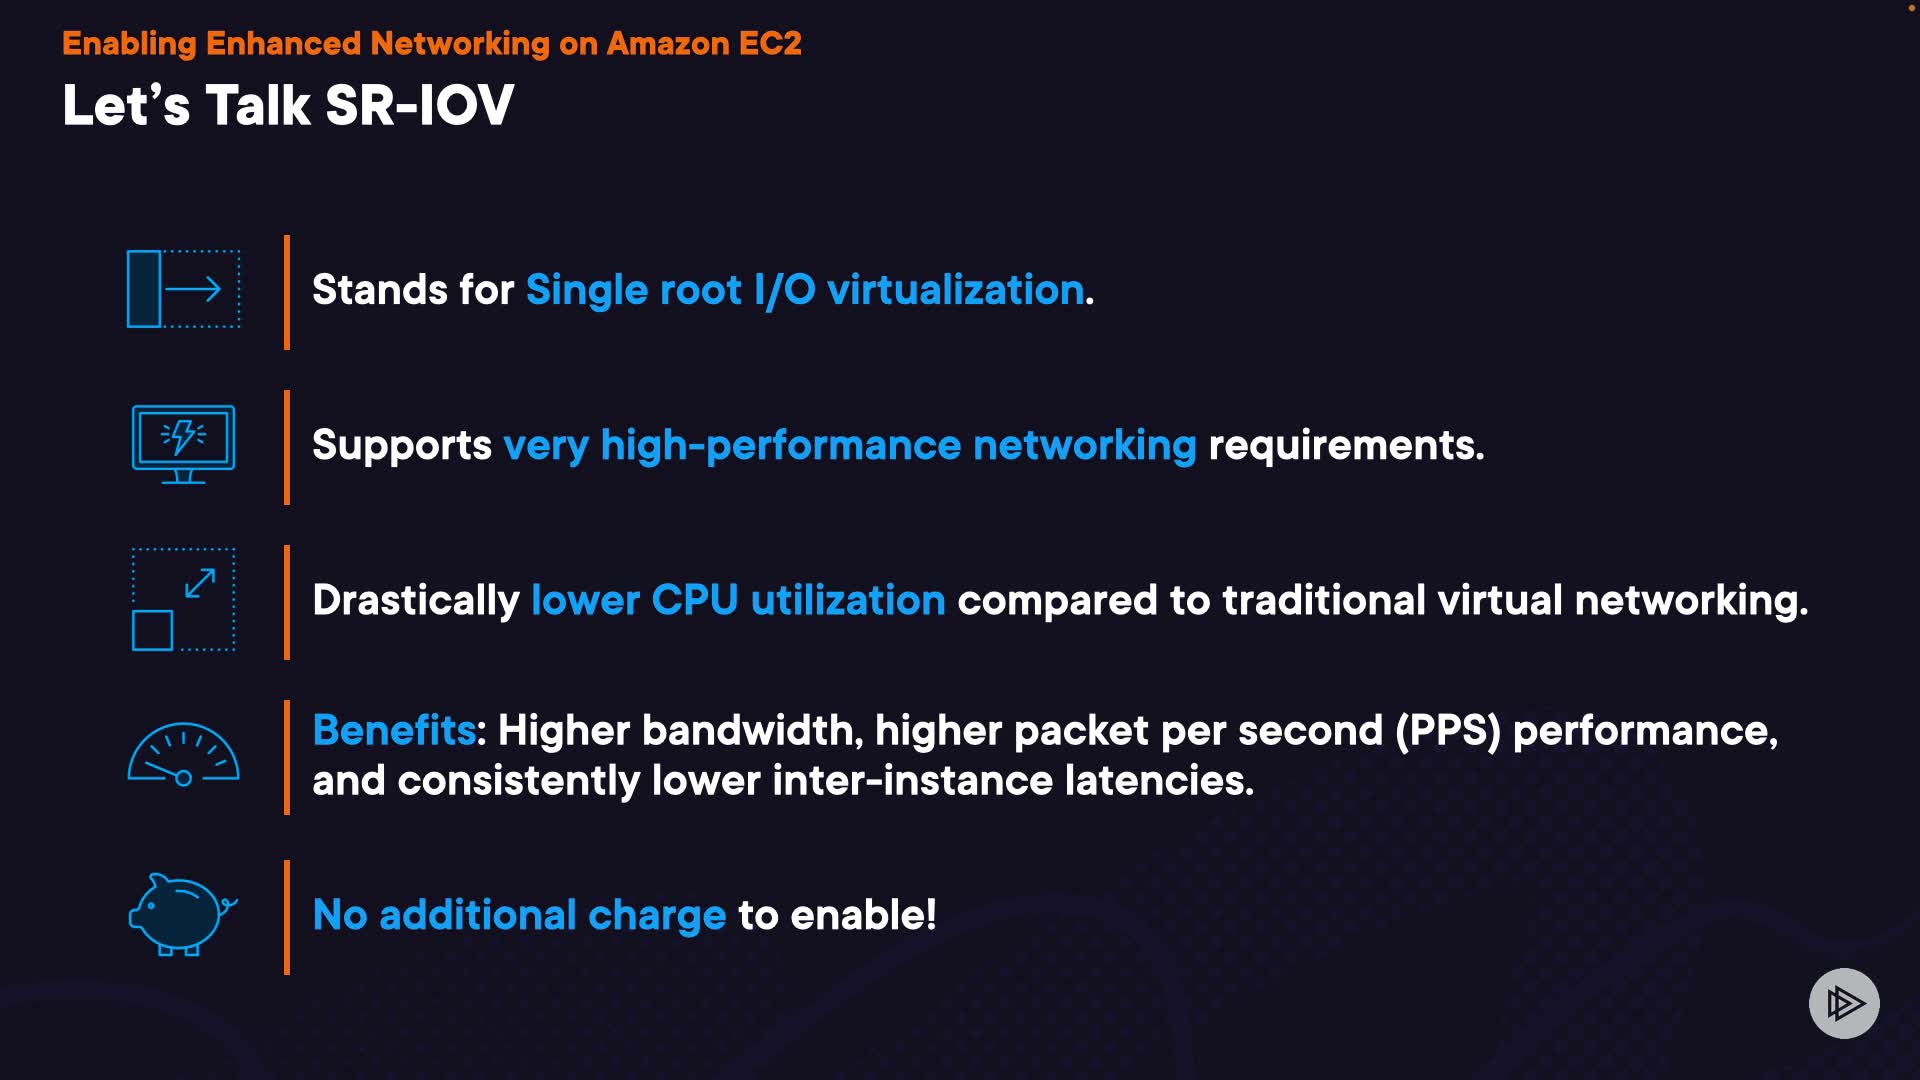 Enabling Enhanced Networking on Amazon EC2
Let’s Talk SR-IOV
Stands for Single root I/O virtualization.
Supports very high-performance networking requirements.
Drastically lower CPU utilization compared to traditional virtual networking.
Benefits: Higher bandwidth, higher packet per second (PPS) performance,
and consistently lower inter-instance latencies.
No additional charge to enable!